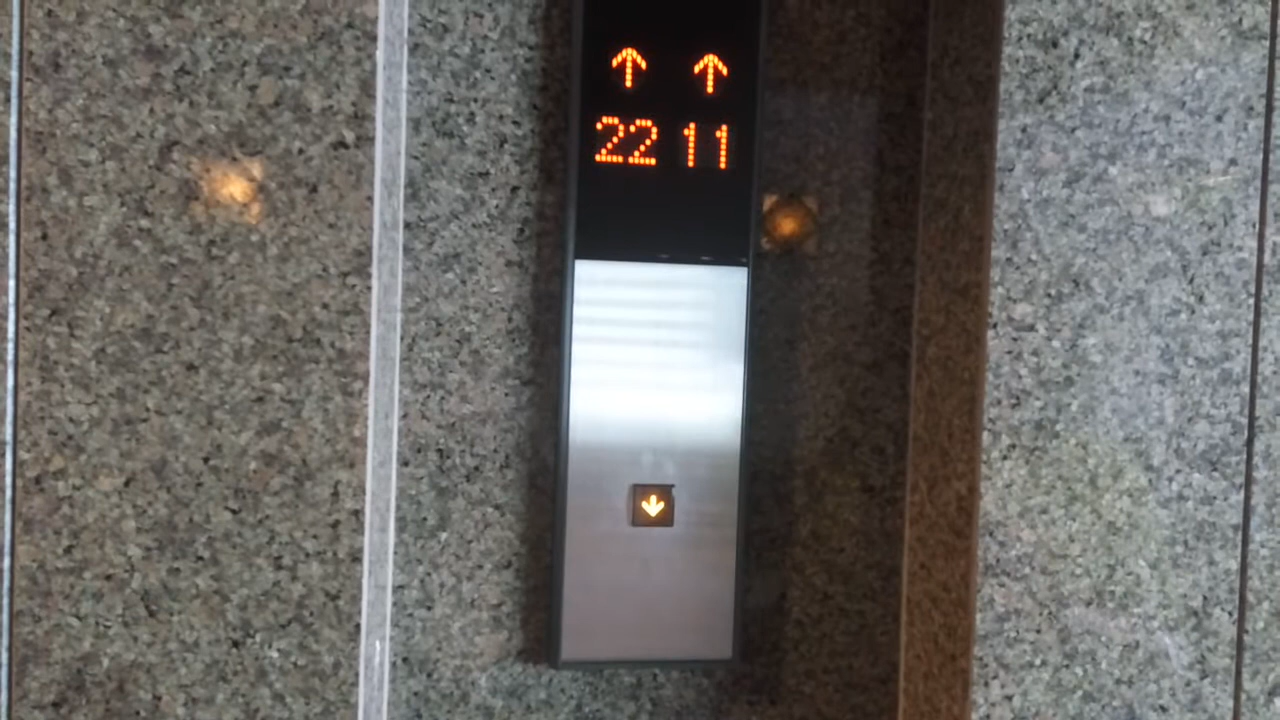 ↑ ↑
22 11
↓